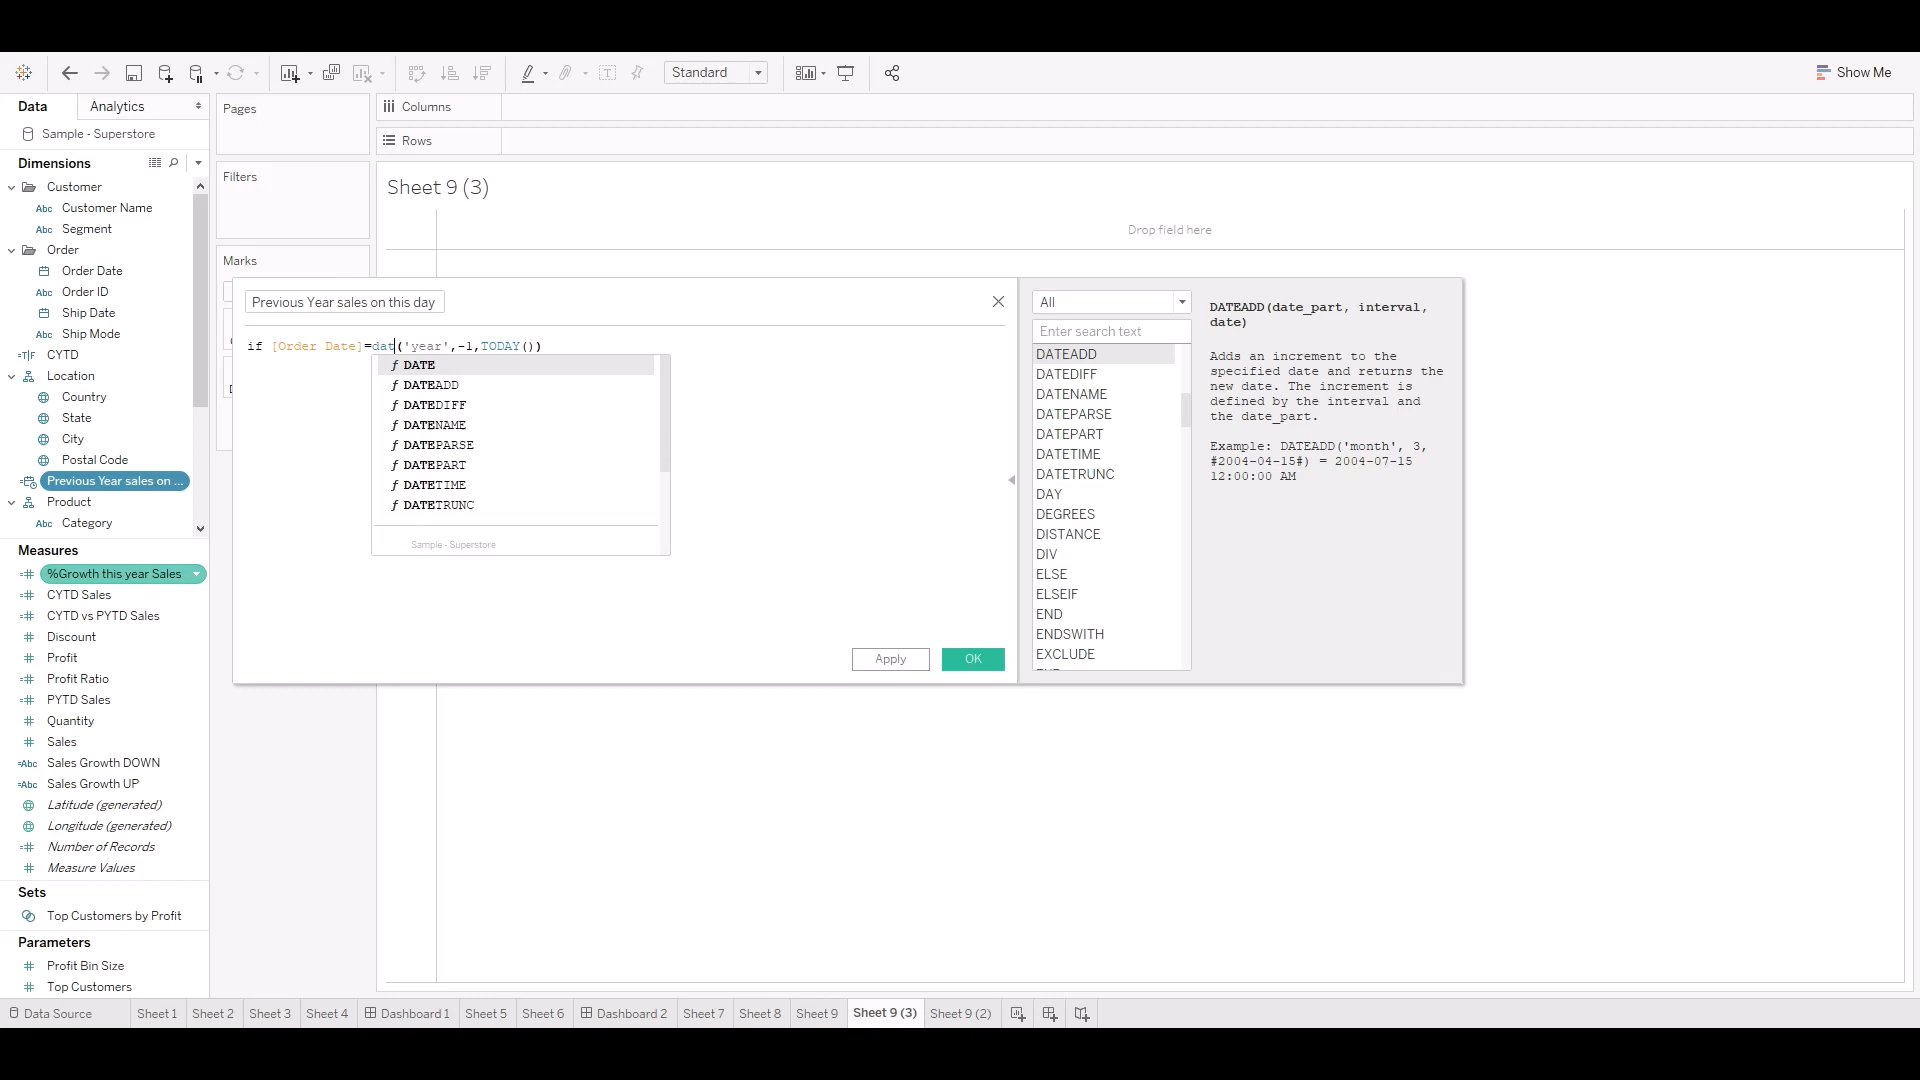 Standard
Show Me
Data
Analytics
Pages
Columns
Sample - Superstore
Rows
Dimensions
Filters
Customer
Sheet 9 (3)
Abc Customer Name
Abc Segment
Drop field here
Order
Marks
Order Date
Abc Order ID
Ship Date
Abc Ship Mode
=T|F CYTD
Location
Country
State
City
Postal Code
Previous Year sales on ...
Product
Abc Category
Previous Year sales on this day
if [Order Date]=dat('year',-1,TODAY())
f DATE
f DATEADD
f DATEDIFF
f DATENAME
f DATEPARSE
f DATEPART
f DATETIME
f DATETRUNC
Sample - Superstore
Apply
OK
All
Enter search text
DATEADD
DATEDIFF
DATENAME
DATEPARSE
DATEPART
DATETIME
DATETRUNC
DAY
DEGREES
DISTANCE
DIV
ELSE
ELSEIF
END
ENDSWITH
EXCLUDE
DATEADD(date_part, interval,
date)
Adds an increment to the
specified date and returns the
new date. The increment is
defined by the interval and
the date_part.
Example: DATEADD('month', 3,
#2004-04-15#) = 2004-07-15
12:00:00 AM
Measures
=# %Growth this year Sales
=# CYTD Sales
=# CYTD vs PYTD Sales
# Discount
# Profit
=# Profit Ratio
=# PYTD Sales
# Quantity
# Sales
=Abc Sales Growth DOWN
=Abc Sales Growth UP
Latitude (generated)
Longitude (generated)
=# Number of Records
# Measure Values
Sets
Top Customers by Profit
Parameters
# Profit Bin Size
# Top Customers
Data Source
Sheet 1
Sheet 2
Sheet 3
Sheet 4
Dashboard 1
Sheet 5
Sheet 6
Dashboard 2
Sheet 7
Sheet 8
Sheet 9
Sheet 9 (3)
Sheet 9 (2)